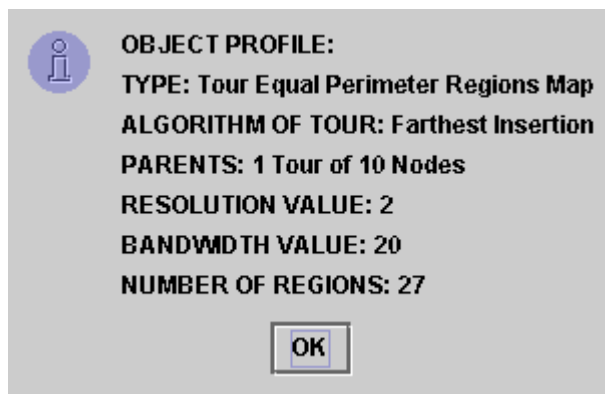 OBJECT PROFILE:
TYPE: Tour Equal Perimeter Regions Map
ALGORITHM OF TOUR: Farthest Insertion
PARENTS: 1 Tour of 10 Nodes
RESOLUTION VALUE: 2
BANDWIDTH VALUE: 20
NUMBER OF REGIONS: 27
OK